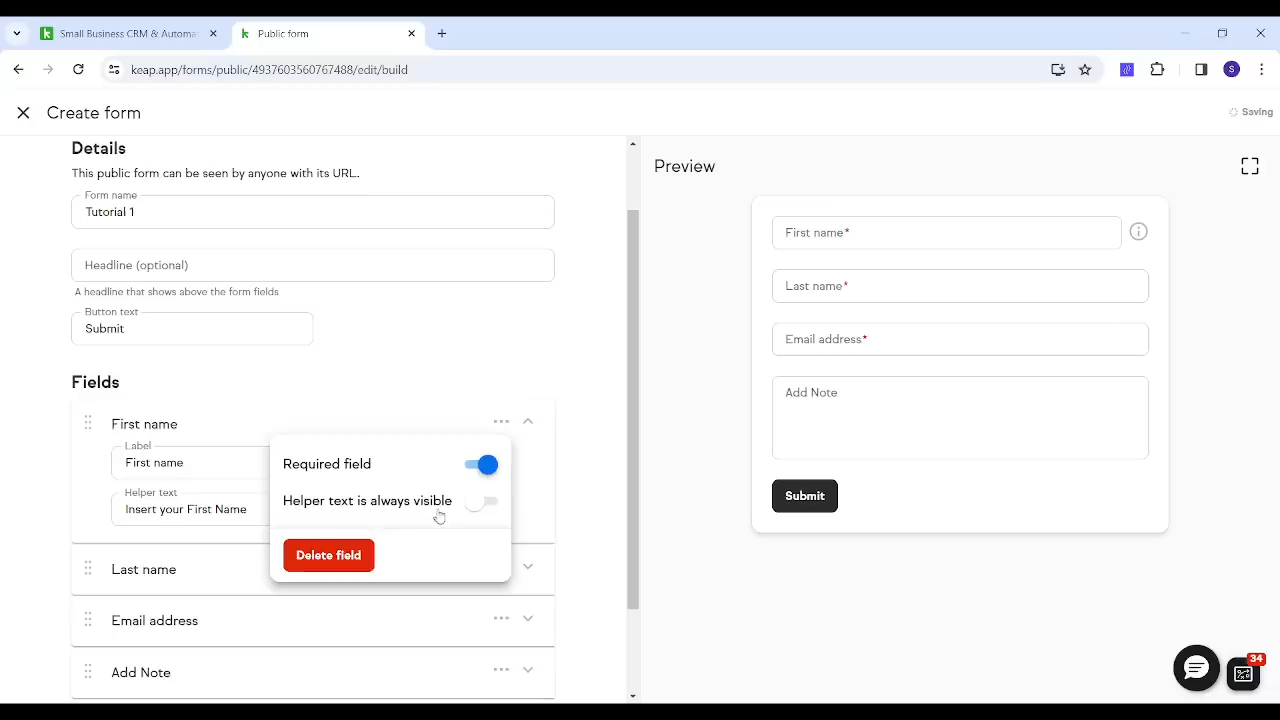 Small Business CRM & Automa
Public form
keap.app/forms/public/4937603560767488/edit/build
S
Create form
Saving
Details
This public form can be seen by anyone with its URL.
Form name
Tutorial 1
Headline (optional)
A headline that shows above the form fields
Button text
Submit
Fields
First name
Label
First name
Helper text
Insert your First Name
Required field
Helper text is always visible
Delete field
Last name
Email address
Add Note
Preview
First name*
Last name*
Email address*
Add Note
Submit
34